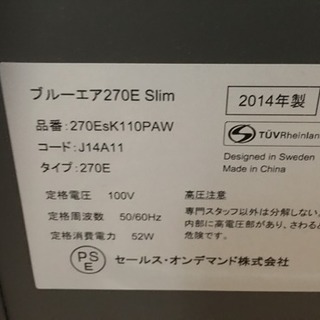 ブルーエア270E Slim
2014年製
品番：270EsK110PAW
コード：J14A11
タイプ：270E
TÜVRheinlan
Designed in Sweden
Made in China
定格電圧 100V
定格周波数 50/60Hz
定格消費電力 52W
高圧注意
専門スタッフ以外は分解しない。
内部に高電圧部があり、さわると
危険です。
PS
E
セールス・オンデマンド株式会社